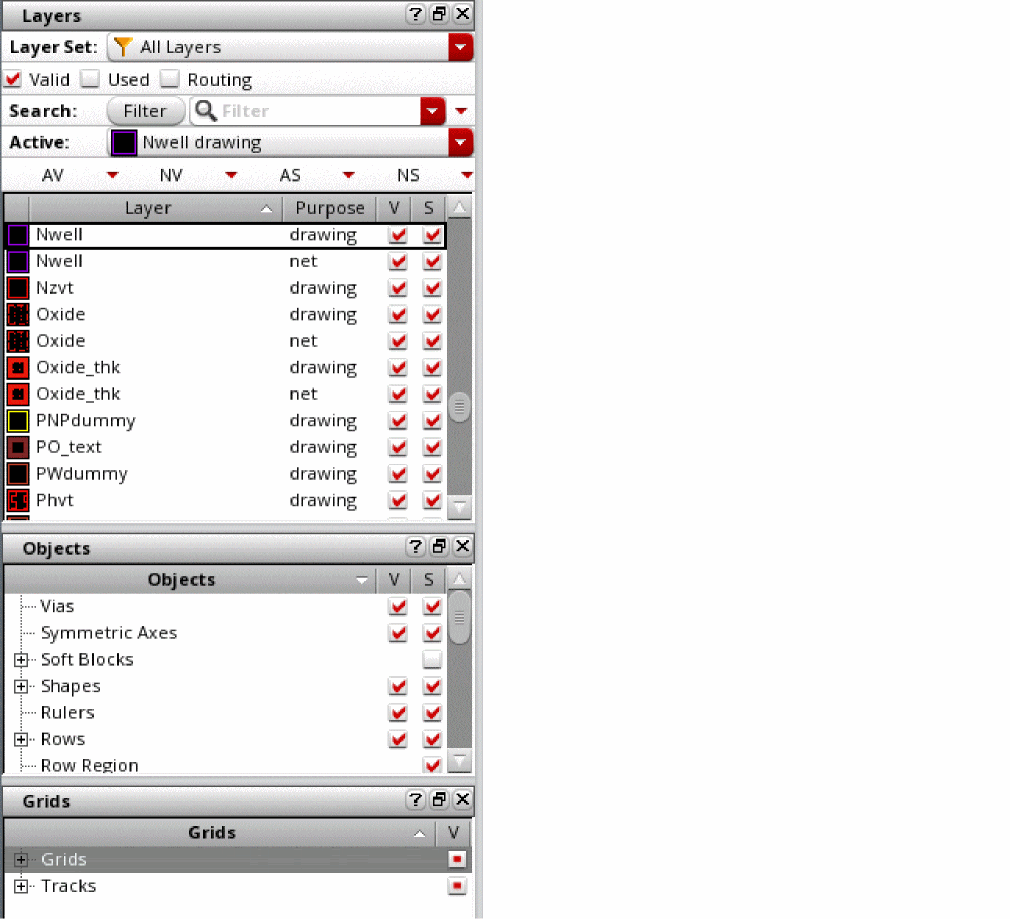 Layers
Layer Set: All Layers
Valid Used Routing
Search: Filter Filter
Active: Nwell drawing
AV NV AS NS
Layer Purpose V S
Nwell drawing
Nwell net
Nzvt drawing
Oxide drawing
Oxide net
Oxide_thk drawing
Oxide_thk net
PNPdummy drawing
PO_text drawing
PWdummy drawing
Phvt drawing
Objects
Objects V S
Vias
Symmetric Axes
Soft Blocks
Shapes
Rulers
Rows
Row Region
Grids
Grids V
Grids
Tracks